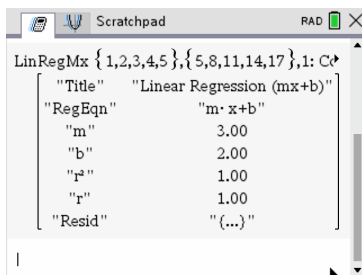 Scratchpad RAD
LinRegMx {1,2,3,4,5},{5,8,11,14,17},1: Co
"Title" "Linear Regression (mx+b)"
"RegEqn" "m·x+b"
"m" 3.00
"b" 2.00
"r²" 1.00
"r" 1.00
"Resid" "{...}"